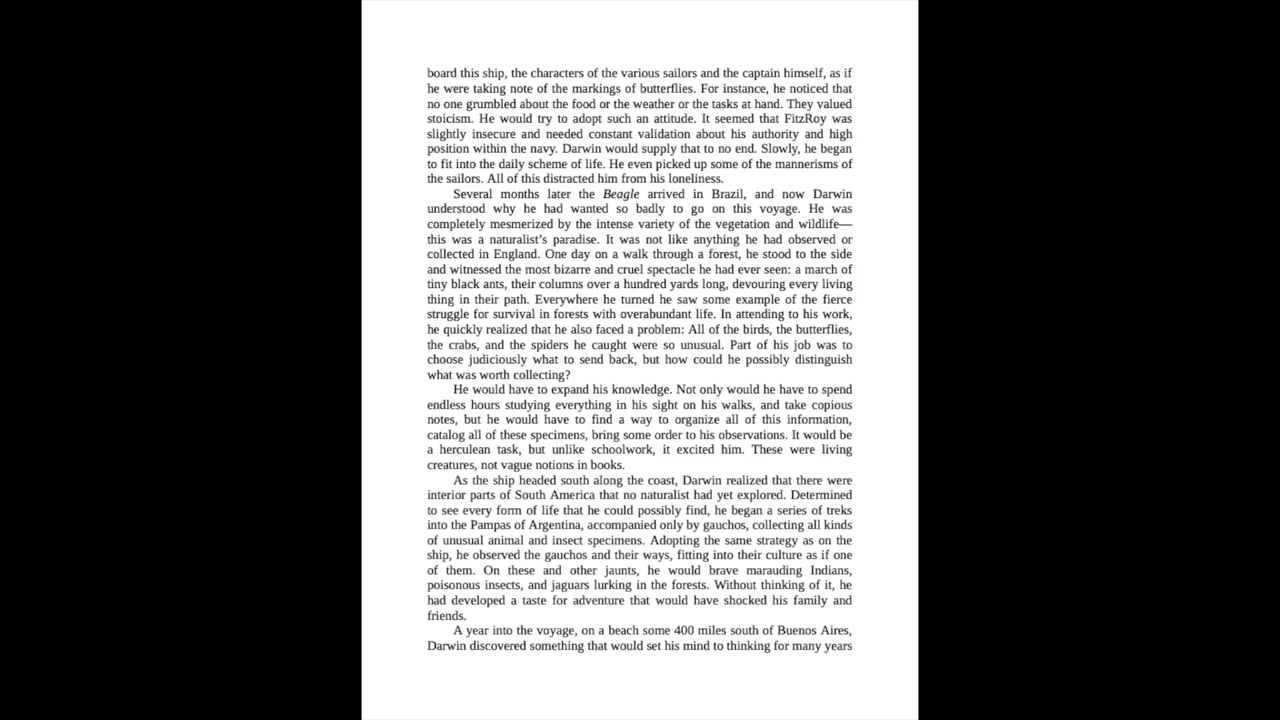 board this ship, the characters of the various sailors and the captain himself, as if
he were taking note of the markings of butterflies. For instance, he noticed that
no one grumbled about the food or the weather or the tasks at hand. They valued
stoicism. He would try to adopt such an attitude. It seemed that FitzRoy was
slightly insecure and needed constant validation about his authority and high
position within the navy. Darwin would supply that to no end. Slowly, he began
to fit into the daily scheme of life. He even picked up some of the mannerisms of
the sailors. All of this distracted him from his loneliness.
Several months later the Beagle arrived in Brazil, and now Darwin
understood why he had wanted so badly to go on this voyage. He was
completely mesmerized by the intense variety of the vegetation and wildlife—
this was a naturalist’s paradise. It was not like anything he had observed or
collected in England. One day on a walk through a forest, he stood to the side
and witnessed the most bizarre and cruel spectacle he had ever seen: a march of
tiny black ants, their columns over a hundred yards long, devouring every living
thing in their path. Everywhere he turned he saw some example of the fierce
struggle for survival in forests with overabundant life. In attending to his work,
he quickly realized that he also faced a problem: All of the birds, the butterflies,
the crabs, and the spiders he caught were so unusual. Part of his job was to
choose judiciously what to send back, but how could he possibly distinguish
what was worth collecting?
He would have to expand his knowledge. Not only would he have to spend
endless hours studying everything in his sight on his walks, and take copious
notes, but he would have to find a way to organize all of this information,
catalog all of these specimens, bring some order to his observations. It would be
a herculean task, but unlike schoolwork, it excited him. These were living
creatures, not vague notions in books.
As the ship headed south along the coast, Darwin realized that there were
interior parts of South America that no naturalist had yet explored. Determined
to see every form of life that he could possibly find, he began a series of treks
into the Pampas of Argentina, accompanied only by gauchos, collecting all kinds
of unusual animal and insect specimens. Adopting the same strategy as on the
ship, he observed the gauchos and their ways, fitting into their culture as if one
of them. On these and other jaunts, he would brave marauding Indians,
poisonous insects, and jaguars lurking in the forests. Without thinking of it, he
had developed a taste for adventure that would have shocked his family and
friends.
A year into the voyage, on a beach some 400 miles south of Buenos Aires,
Darwin discovered something that would set his mind to thinking for many years